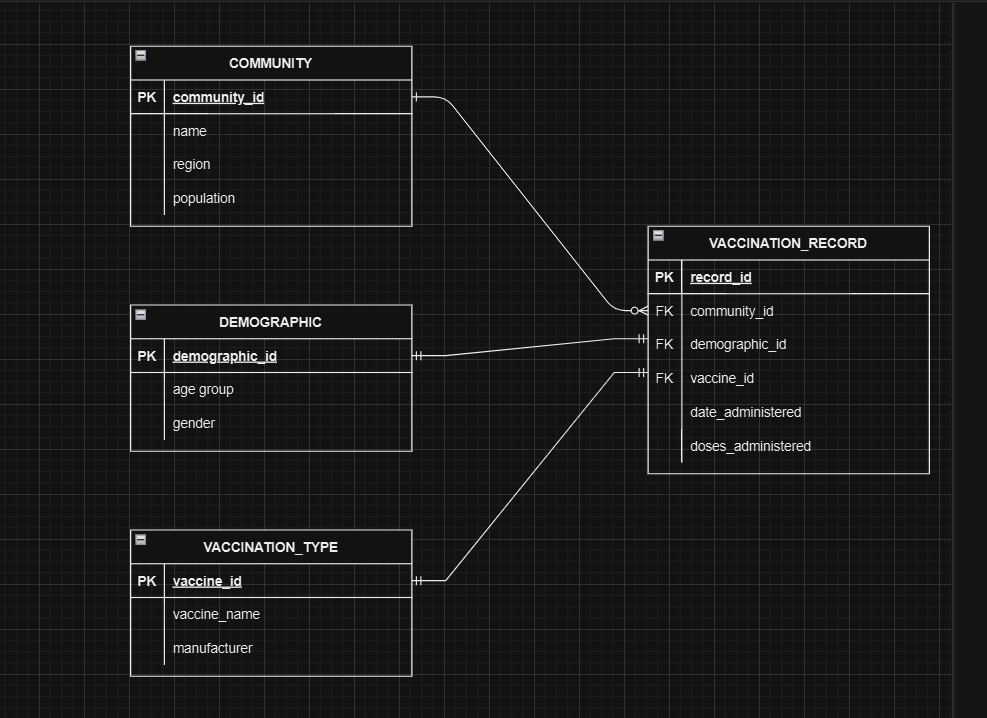 COMMUNITY
PK community_id
name
region
population
DEMOGRAPHIC
PK demographic_id
age group
gender
VACCINATION_TYPE
PK vaccine_id
vaccine_name
manufacturer
VACCINATION_RECORD
PK record_id
FK community_id
FK demographic_id
FK vaccine_id
date_administered
doses_administered